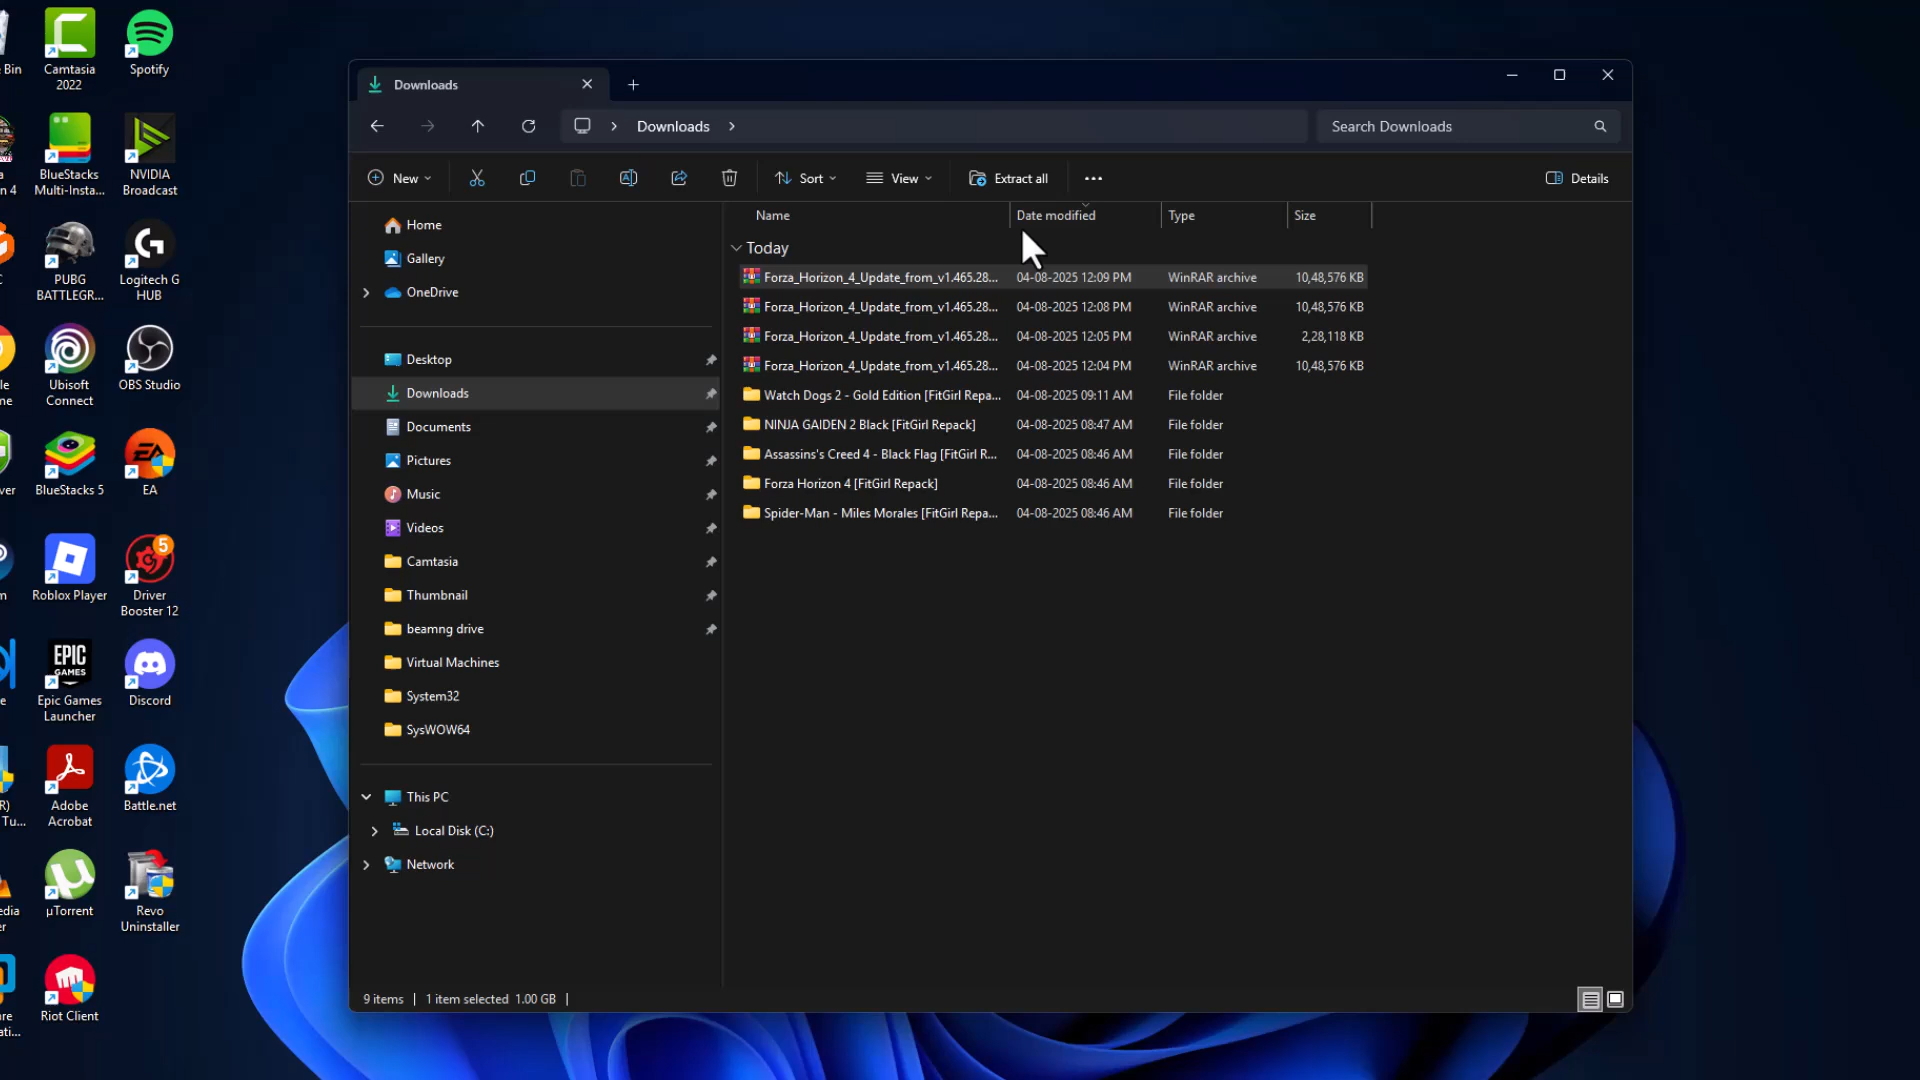 Bin
Camtasia
2022
Spotify
n 4
BlueStacks
Multi-Insta...
NVIDIA
Broadcast
PUBG
BATTLEGR...
Logitech G
HUB
Ubisoft
Connect
OBS Studio
BlueStacks 5
EA
Roblox Player
Driver
Booster 12
5
EPIC
GAMES
Epic Games
Launcher
Discord
R)
Tu...
Adobe
Acrobat
Battle.net
µTorrent
Revo
Uninstaller
Riot Client
Downloads
Downloads
Search Downloads
New
Sort
View
Extract all
Details
Home
Gallery
OneDrive
Desktop
Downloads
Documents
Pictures
Music
Videos
Camtasia
Thumbnail
beamng drive
Virtual Machines
System32
SysWOW64
This PC
Local Disk (C:)
Network
Name Date modified Type Size
Today
Forza_Horizon_4_Update_from_v1.465.28... 04-08-2025 12:09 PM WinRAR archive 10,48,576 KB
Forza_Horizon_4_Update_from_v1.465.28... 04-08-2025 12:08 PM WinRAR archive 10,48,576 KB
Forza_Horizon_4_Update_from_v1.465.28... 04-08-2025 12:05 PM WinRAR archive 2,28,118 KB
Forza_Horizon_4_Update_from_v1.465.28... 04-08-2025 12:04 PM WinRAR archive 10,48,576 KB
Watch Dogs 2 - Gold Edition [FitGirl Repa... 04-08-2025 09:11 AM File folder
NINJA GAIDEN 2 Black [FitGirl Repack] 04-08-2025 08:47 AM File folder
Assassins's Creed 4 - Black Flag [FitGirl R... 04-08-2025 08:46 AM File folder
Forza Horizon 4 [FitGirl Repack] 04-08-2025 08:46 AM File folder
Spider-Man - Miles Morales [FitGirl Repa... 04-08-2025 08:46 AM File folder
9 items 1 item selected 1.00 GB